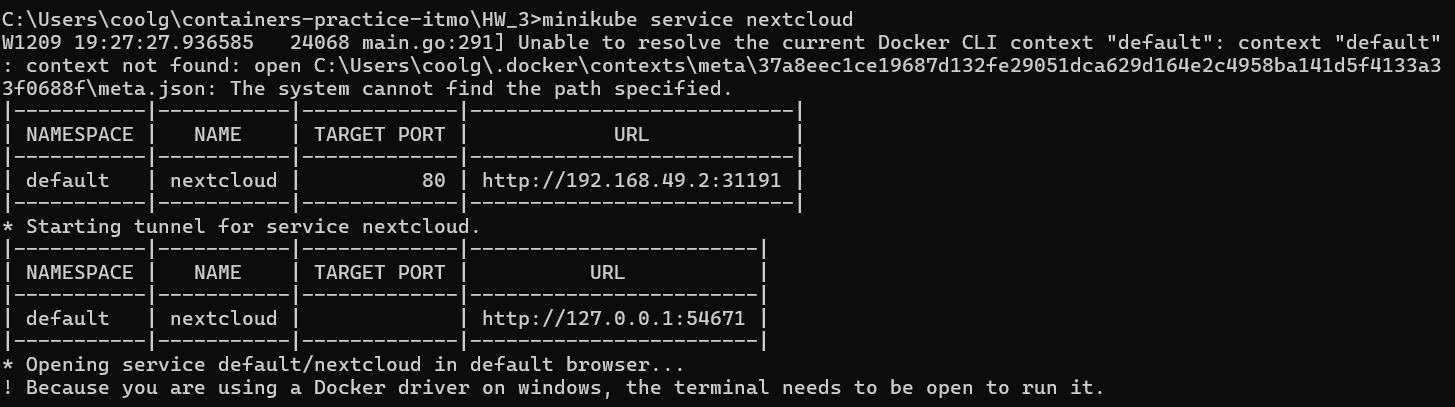 C:\Users\coolg\containers-practice-itmo\HW_3>minikube service nextcloud
W1209 19:27:27.936585   24068 main.go:291] Unable to resolve the current Docker CLI context "default": context "default"
: context not found: open C:\Users\coolg\.docker\contexts\meta\37a8eec1ce19687d132fe29051dca629d164e2c4958ba141d5f4133a3
3f0688f\meta.json: The system cannot find the path specified.
|-----------|-----------|-------------|---------------------------|
| NAMESPACE |   NAME    | TARGET PORT |            URL            |
|-----------|-----------|-------------|---------------------------|
| default   | nextcloud |          80 | http://192.168.49.2:31191 |
|-----------|-----------|-------------|---------------------------|
* Starting tunnel for service nextcloud.
|-----------|-----------|-------------|------------------------|
| NAMESPACE |   NAME    | TARGET PORT |          URL           |
|-----------|-----------|-------------|------------------------|
| default   | nextcloud |             | http://127.0.0.1:54671 |
|-----------|-----------|-------------|------------------------|
* Opening service default/nextcloud in default browser...
! Because you are using a Docker driver on windows, the terminal needs to be open to run it.